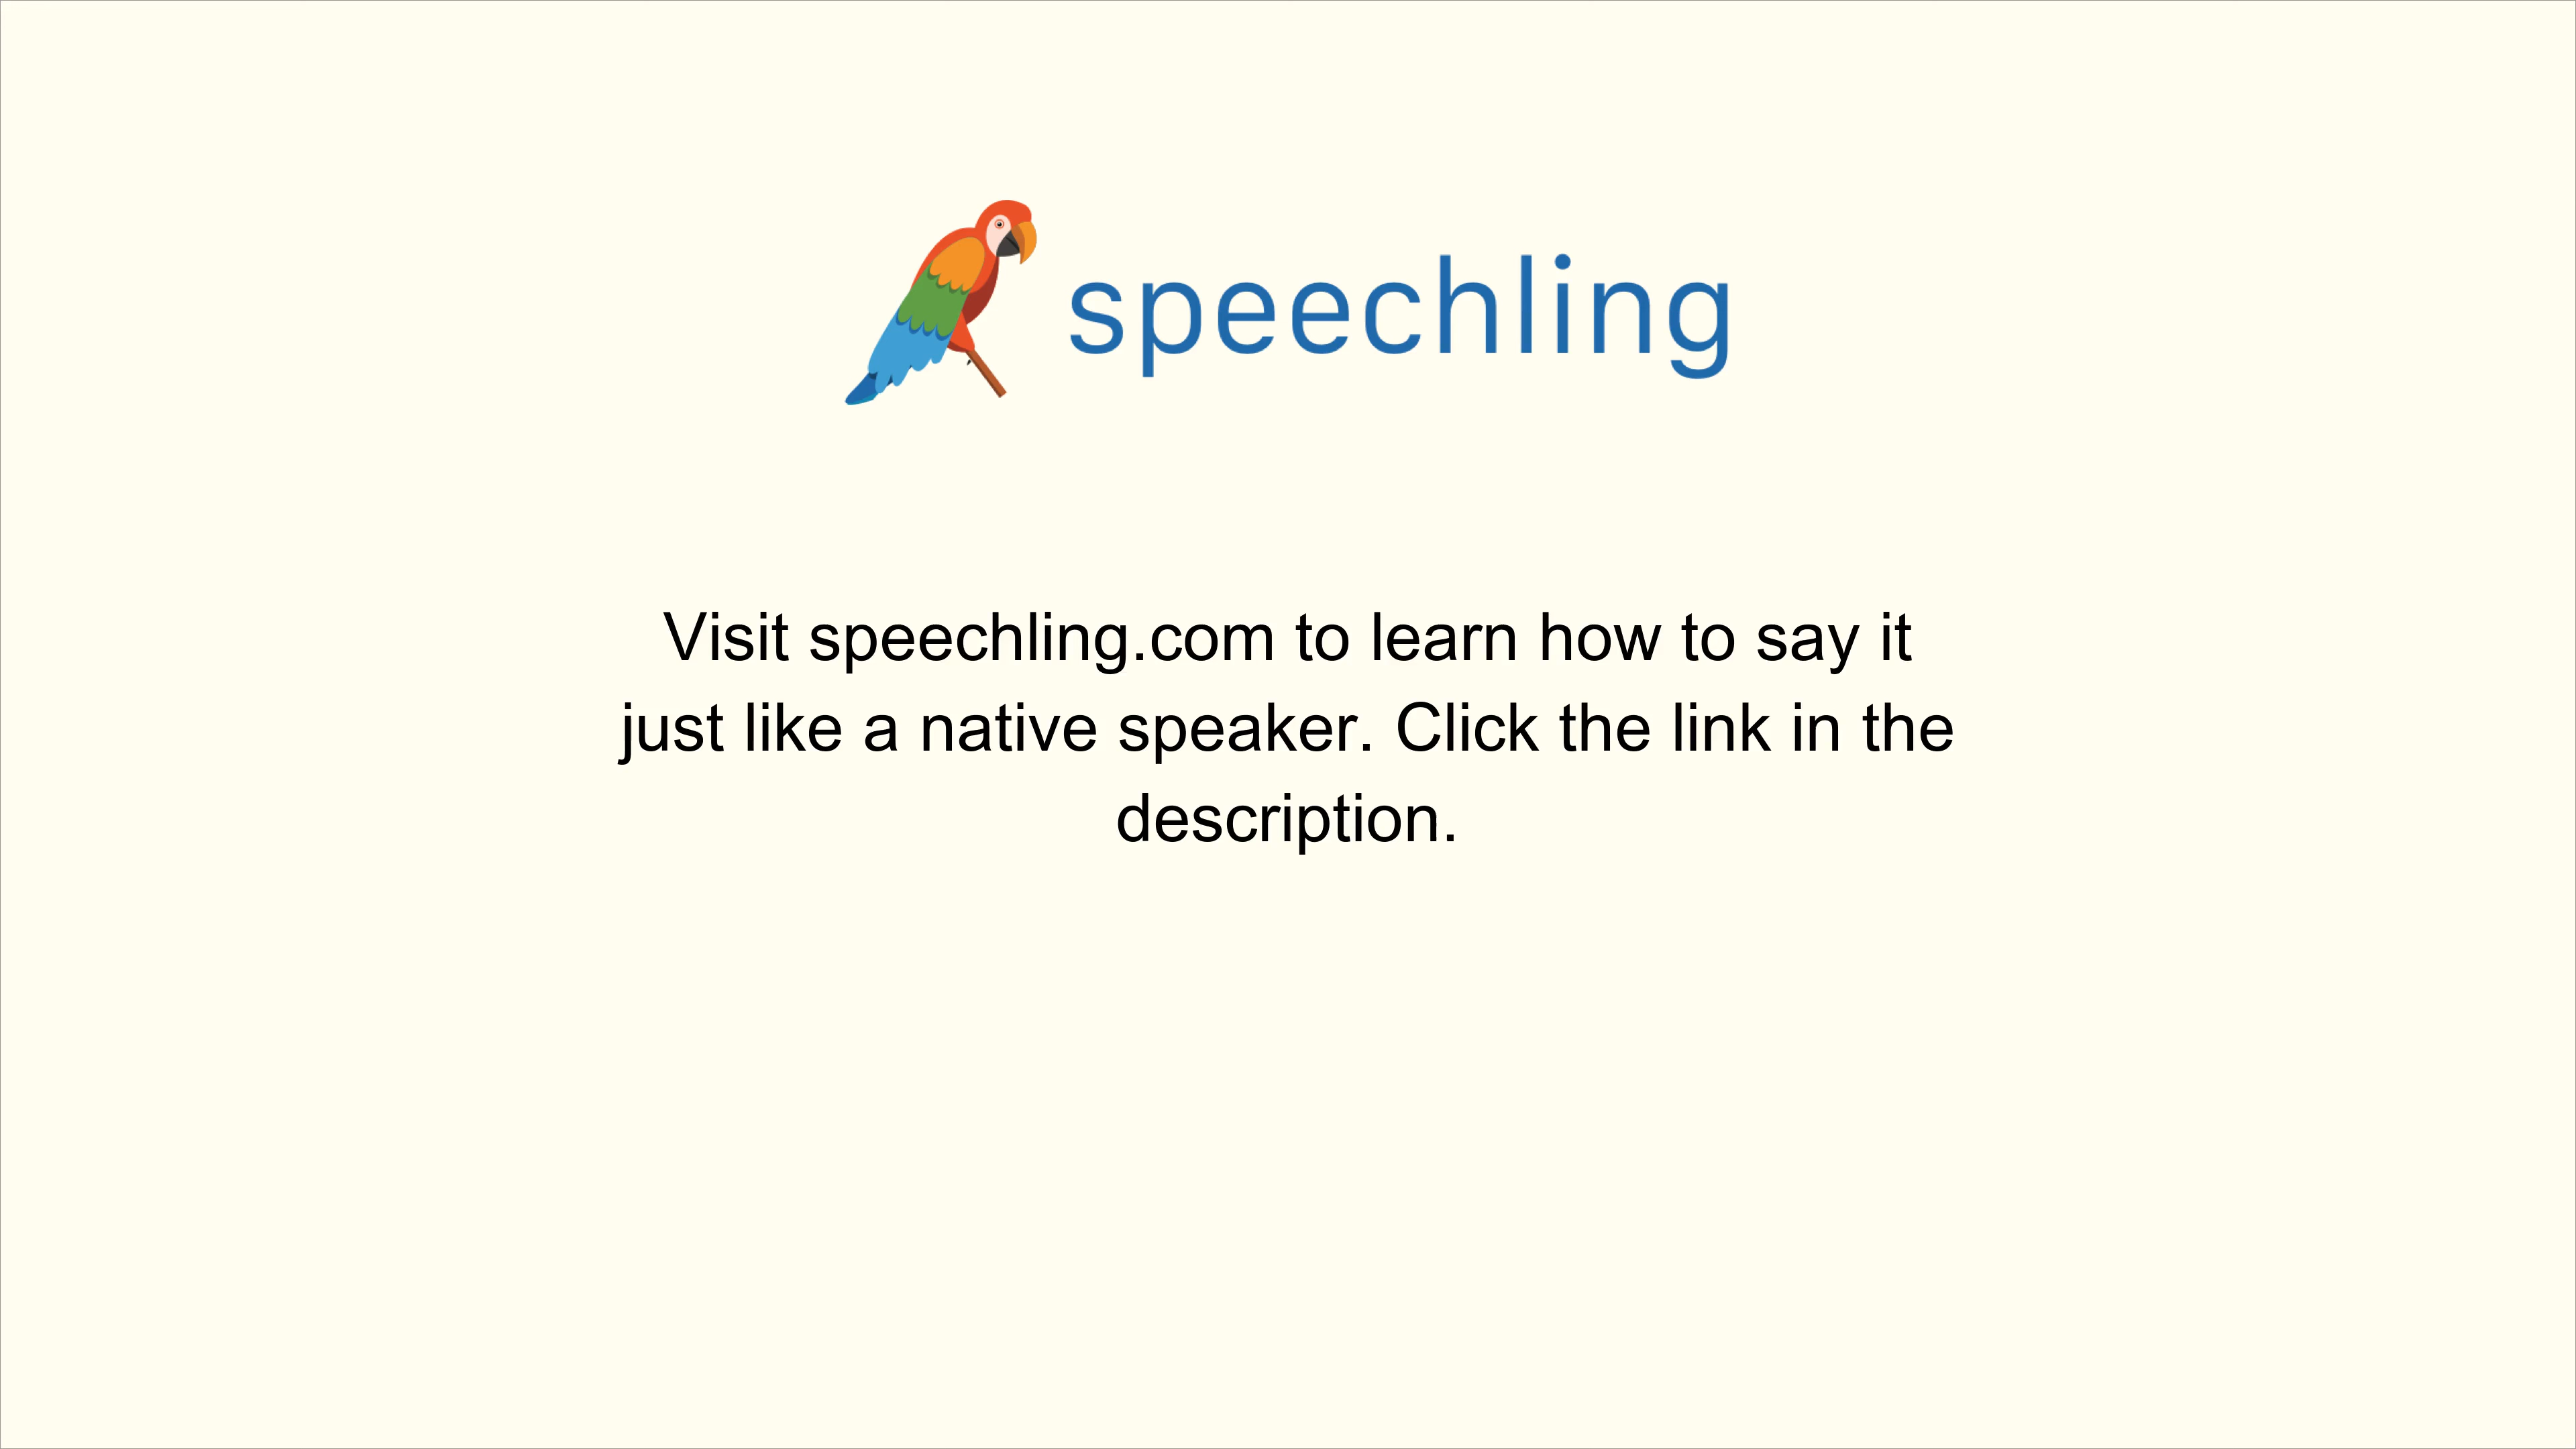 speechling
Visit speechling.com to learn how to say it
just like a native speaker. Click the link in the
description.